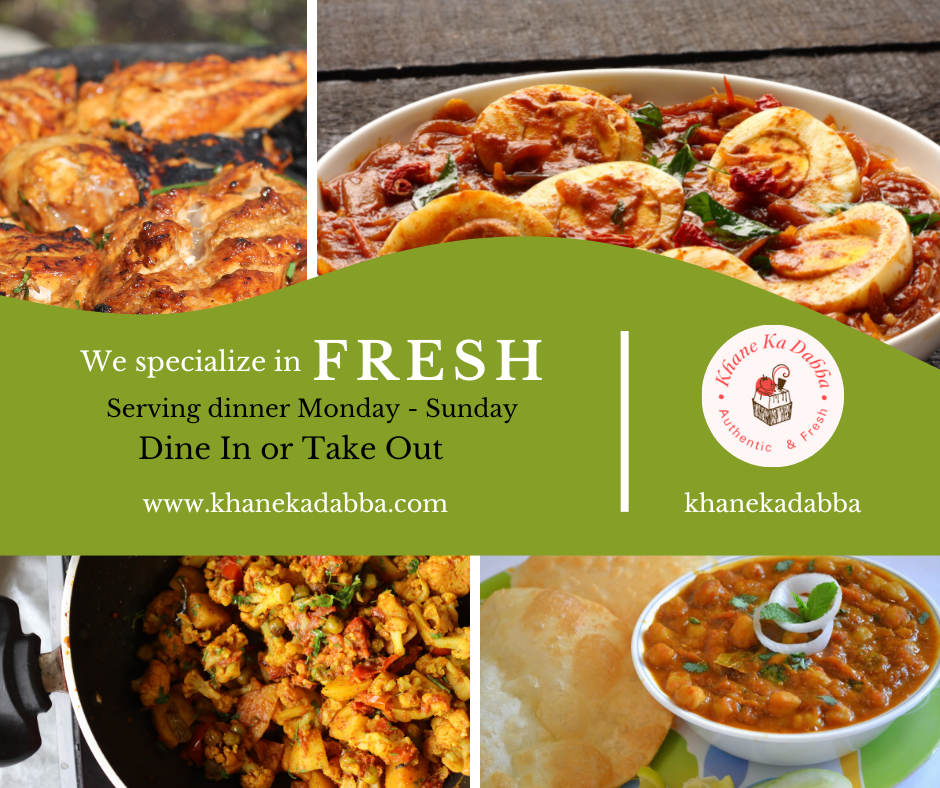 We specialize in FRESH
Serving dinner Monday - Sunday
Dine In or Take Out
www.khanekadabba.com
Khane Ka Dabba
Authentic & Fresh
khanekadabba